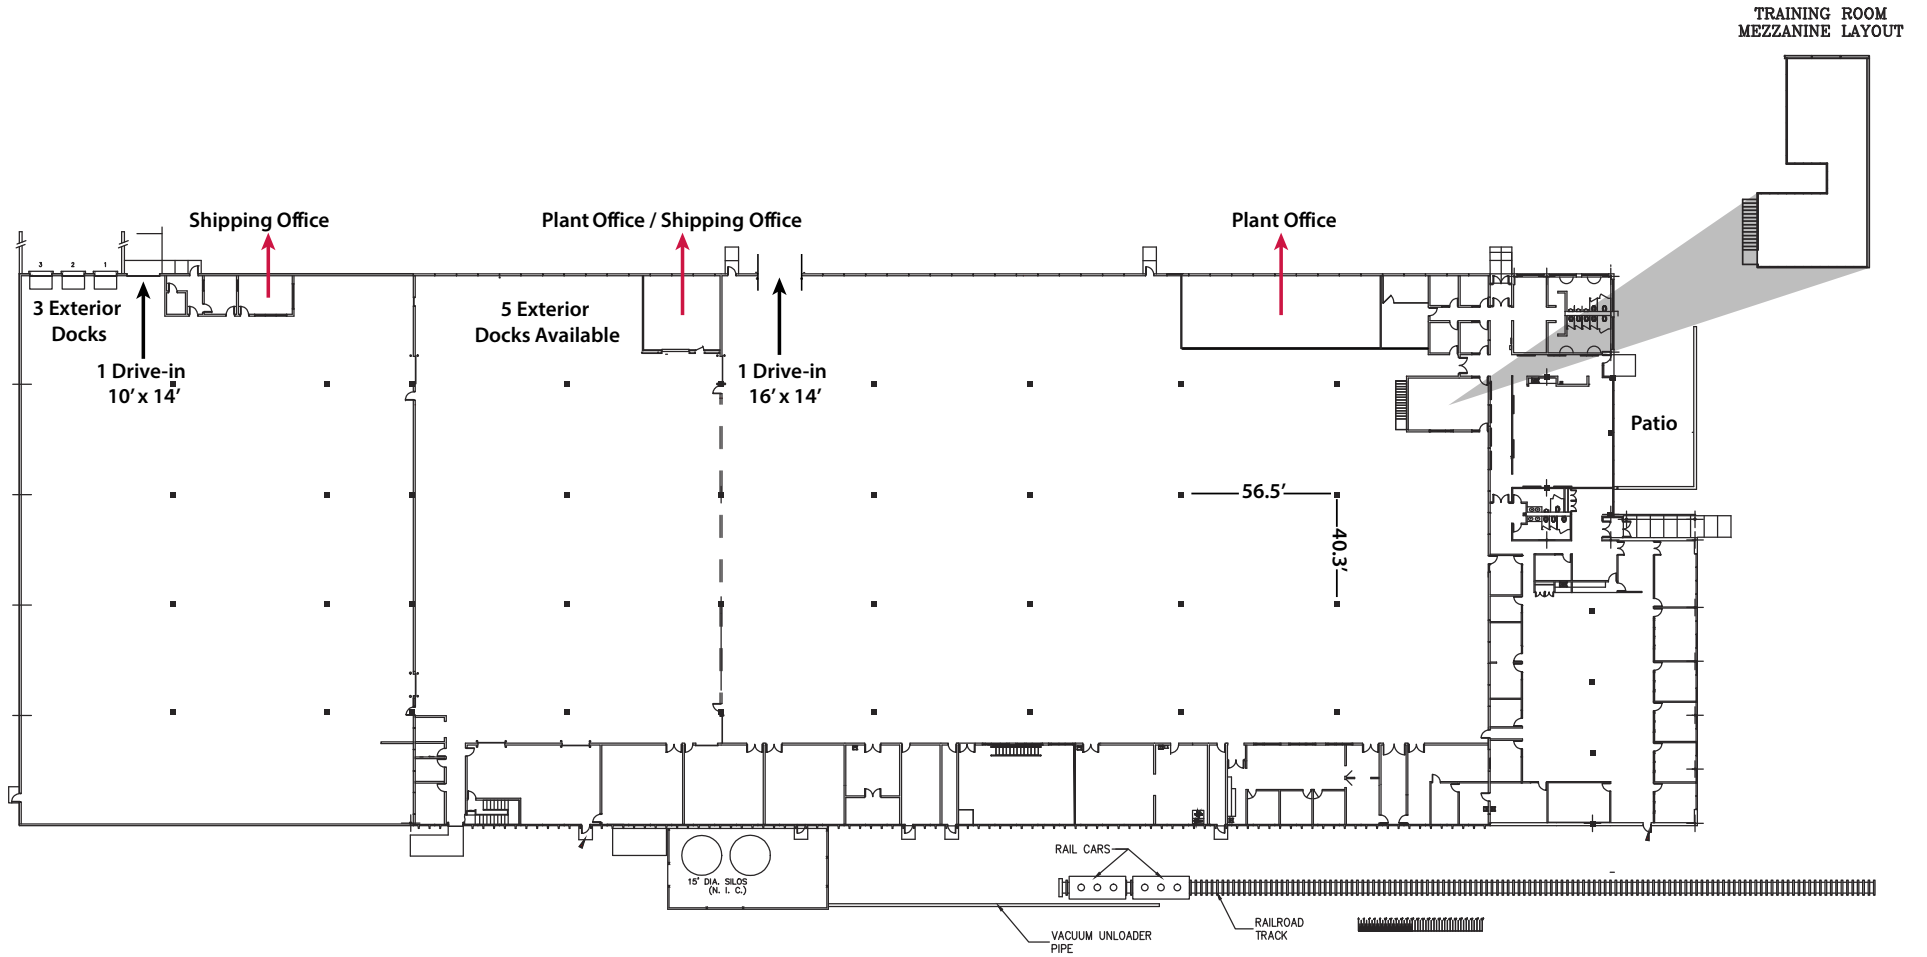 TRAINING ROOM
MEZZANINE LAYOUT
Shipping Office
Plant Office / Shipping Office
Plant Office
3
2
1
3 Exterior
Docks
5 Exterior
Docks Available
1 Drive-in
10’ x 14’
1 Drive-in
16’ x 14’
Patio
56.5’
40.3’
15' DIA. SILOS
(N. I. C.)
RAIL CARS
RAILROAD
TRACK
VACUUM UNLOADER
PIPE